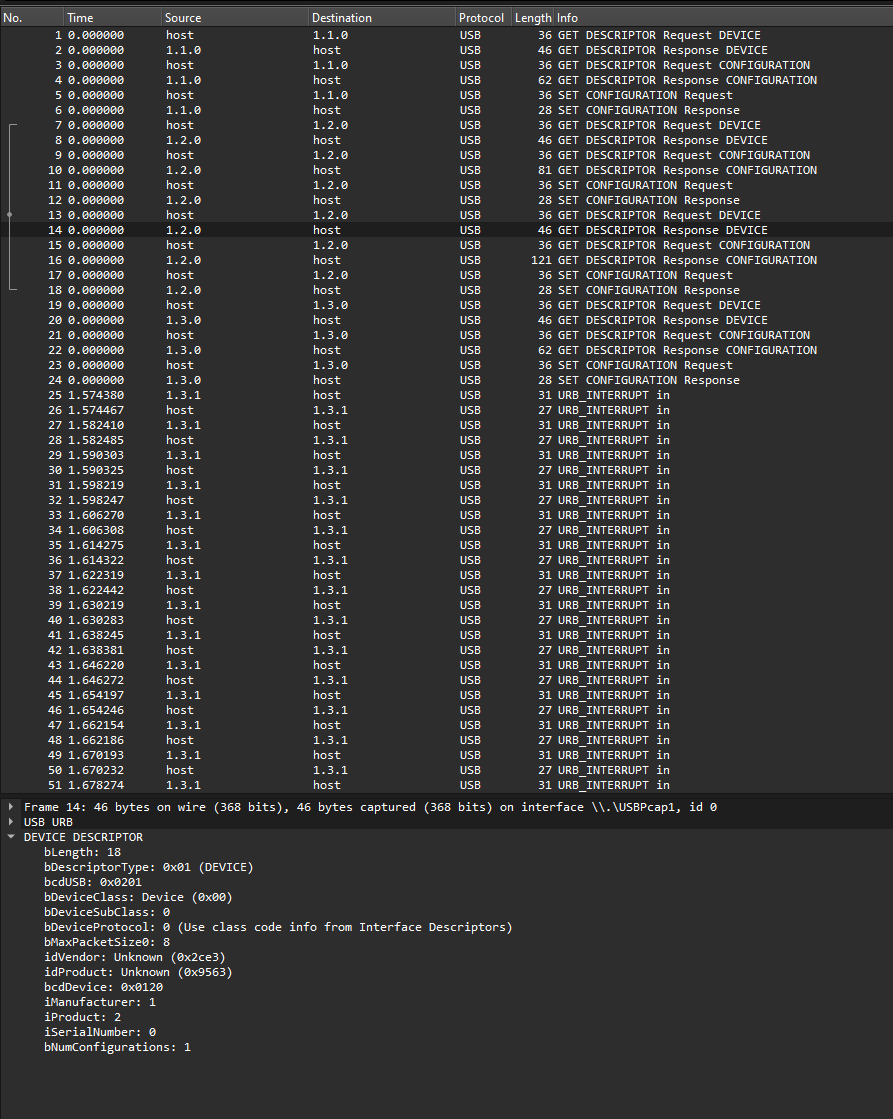 No. Time Source Destination Protocol Length Info
1 0.000000 host 1.1.0 USB 36 GET DESCRIPTOR Request DEVICE
2 0.000000 1.1.0 host USB 46 GET DESCRIPTOR Response DEVICE
3 0.000000 host 1.1.0 USB 36 GET DESCRIPTOR Request CONFIGURATION
4 0.000000 1.1.0 host USB 62 GET DESCRIPTOR Response CONFIGURATION
5 0.000000 host 1.1.0 USB 36 SET CONFIGURATION Request
6 0.000000 1.1.0 host USB 28 SET CONFIGURATION Response
7 0.000000 host 1.2.0 USB 36 GET DESCRIPTOR Request DEVICE
8 0.000000 1.2.0 host USB 46 GET DESCRIPTOR Response DEVICE
9 0.000000 host 1.2.0 USB 36 GET DESCRIPTOR Request CONFIGURATION
10 0.000000 1.2.0 host USB 81 GET DESCRIPTOR Response CONFIGURATION
11 0.000000 host 1.2.0 USB 36 SET CONFIGURATION Request
12 0.000000 1.2.0 host USB 28 SET CONFIGURATION Response
13 0.000000 host 1.2.0 USB 36 GET DESCRIPTOR Request DEVICE
14 0.000000 1.2.0 host USB 46 GET DESCRIPTOR Response DEVICE
15 0.000000 host 1.2.0 USB 36 GET DESCRIPTOR Request CONFIGURATION
16 0.000000 1.2.0 host USB 121 GET DESCRIPTOR Response CONFIGURATION
17 0.000000 host 1.2.0 USB 36 SET CONFIGURATION Request
18 0.000000 1.2.0 host USB 28 SET CONFIGURATION Response
19 0.000000 host 1.3.0 USB 36 GET DESCRIPTOR Request DEVICE
20 0.000000 1.3.0 host USB 46 GET DESCRIPTOR Response DEVICE
21 0.000000 host 1.3.0 USB 36 GET DESCRIPTOR Request CONFIGURATION
22 0.000000 1.3.0 host USB 62 GET DESCRIPTOR Response CONFIGURATION
23 0.000000 host 1.3.0 USB 36 SET CONFIGURATION Request
24 0.000000 1.3.0 host USB 28 SET CONFIGURATION Response
25 1.574380 1.3.1 host USB 31 URB_INTERRUPT in
26 1.574467 host 1.3.1 USB 27 URB_INTERRUPT in
27 1.582410 1.3.1 host USB 31 URB_INTERRUPT in
28 1.582485 host 1.3.1 USB 27 URB_INTERRUPT in
29 1.590303 1.3.1 host USB 31 URB_INTERRUPT in
30 1.590325 host 1.3.1 USB 27 URB_INTERRUPT in
31 1.598219 1.3.1 host USB 31 URB_INTERRUPT in
32 1.598247 host 1.3.1 USB 27 URB_INTERRUPT in
33 1.606270 1.3.1 host USB 31 URB_INTERRUPT in
34 1.606308 host 1.3.1 USB 27 URB_INTERRUPT in
35 1.614275 1.3.1 host USB 31 URB_INTERRUPT in
36 1.614322 host 1.3.1 USB 27 URB_INTERRUPT in
37 1.622319 1.3.1 host USB 31 URB_INTERRUPT in
38 1.622442 host 1.3.1 USB 27 URB_INTERRUPT in
39 1.630219 1.3.1 host USB 31 URB_INTERRUPT in
40 1.630283 host 1.3.1 USB 27 URB_INTERRUPT in
41 1.638245 1.3.1 host USB 31 URB_INTERRUPT in
42 1.638381 host 1.3.1 USB 27 URB_INTERRUPT in
43 1.646220 1.3.1 host USB 31 URB_INTERRUPT in
44 1.646272 host 1.3.1 USB 27 URB_INTERRUPT in
45 1.654197 1.3.1 host USB 31 URB_INTERRUPT in
46 1.654246 host 1.3.1 USB 27 URB_INTERRUPT in
47 1.662154 1.3.1 host USB 31 URB_INTERRUPT in
48 1.662186 host 1.3.1 USB 27 URB_INTERRUPT in
49 1.670193 1.3.1 host USB 31 URB_INTERRUPT in
50 1.670232 host 1.3.1 USB 27 URB_INTERRUPT in
51 1.678274 1.3.1 host USB 31 URB_INTERRUPT in
Frame 14: 46 bytes on wire (368 bits), 46 bytes captured (368 bits) on interface \\.\USBPcap1, id 0
USB URB
DEVICE DESCRIPTOR
bLength: 18
bDescriptorType: 0x01 (DEVICE)
bcdUSB: 0x0201
bDeviceClass: Device (0x00)
bDeviceSubClass: 0
bDeviceProtocol: 0 (Use class code info from Interface Descriptors)
bMaxPacketSize0: 8
idVendor: Unknown (0x2ce3)
idProduct: Unknown (0x9563)
bcdDevice: 0x0120
iManufacturer: 1
iProduct: 2
iSerialNumber: 0
bNumConfigurations: 1